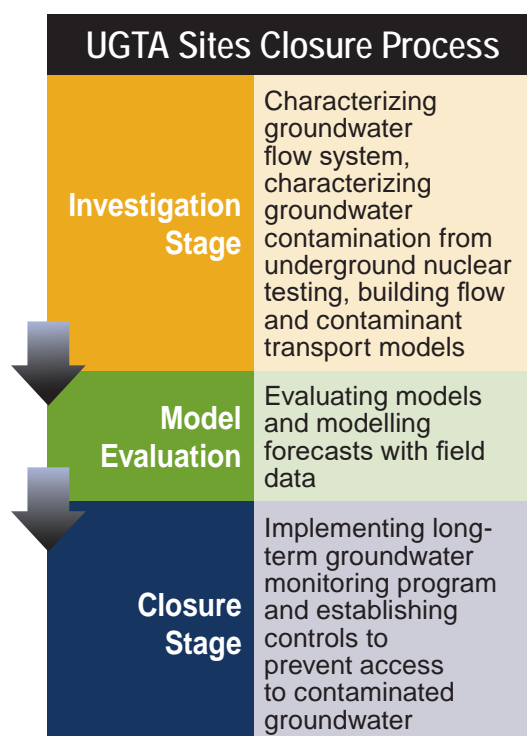 UGTA Sites Closure Process
Investigation
Stage
Characterizing
groundwater
flow system,
characterizing
groundwater
contamination from
underground nuclear
testing, building flow
and contaminant
transport models
Model
Evaluation
Evaluating models
and modelling
forecasts with field
data
Closure
Stage
Implementing long-
term groundwater
monitoring program
and establishing
controls to
prevent access
to contaminated
groundwater